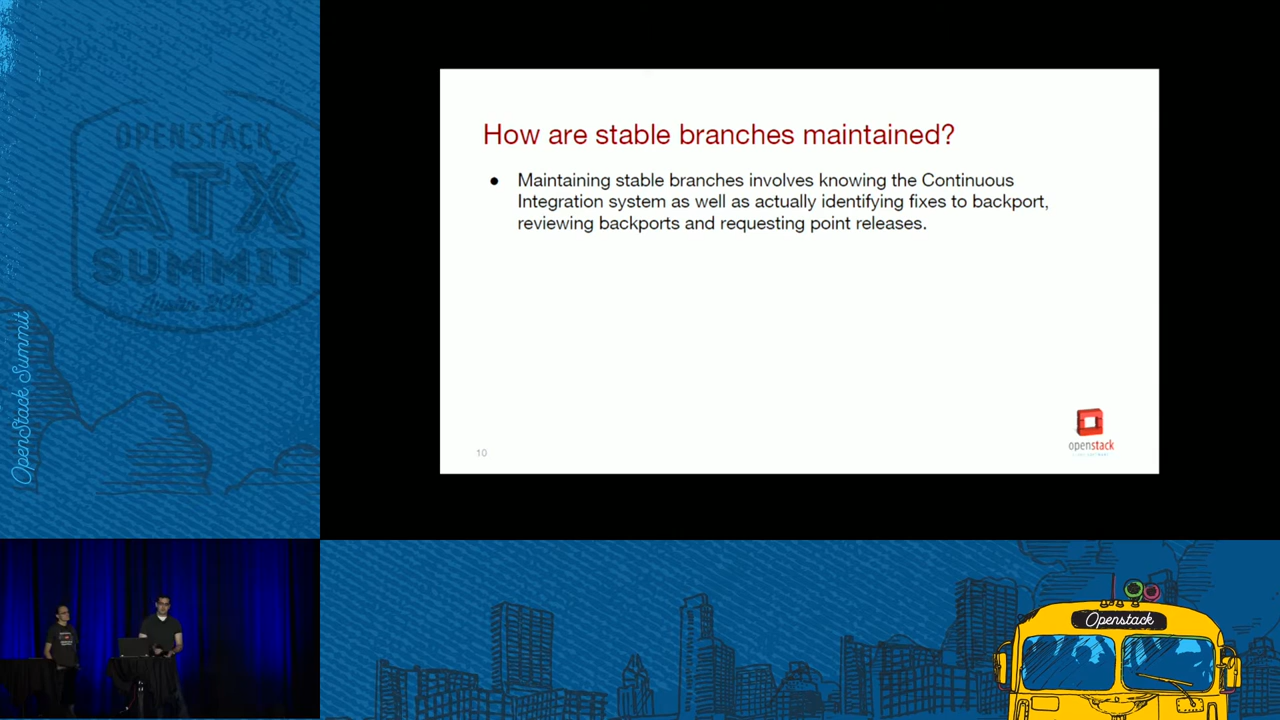 OPENSTACK
ATX
SUMMIT
Austin 2016
OpenStack Summit
How are stable branches maintained?
● Maintaining stable branches involves knowing the Continuous
Integration system as well as actually identifying fixes to backport,
reviewing backports and requesting point releases.
openstack
10
Openstack